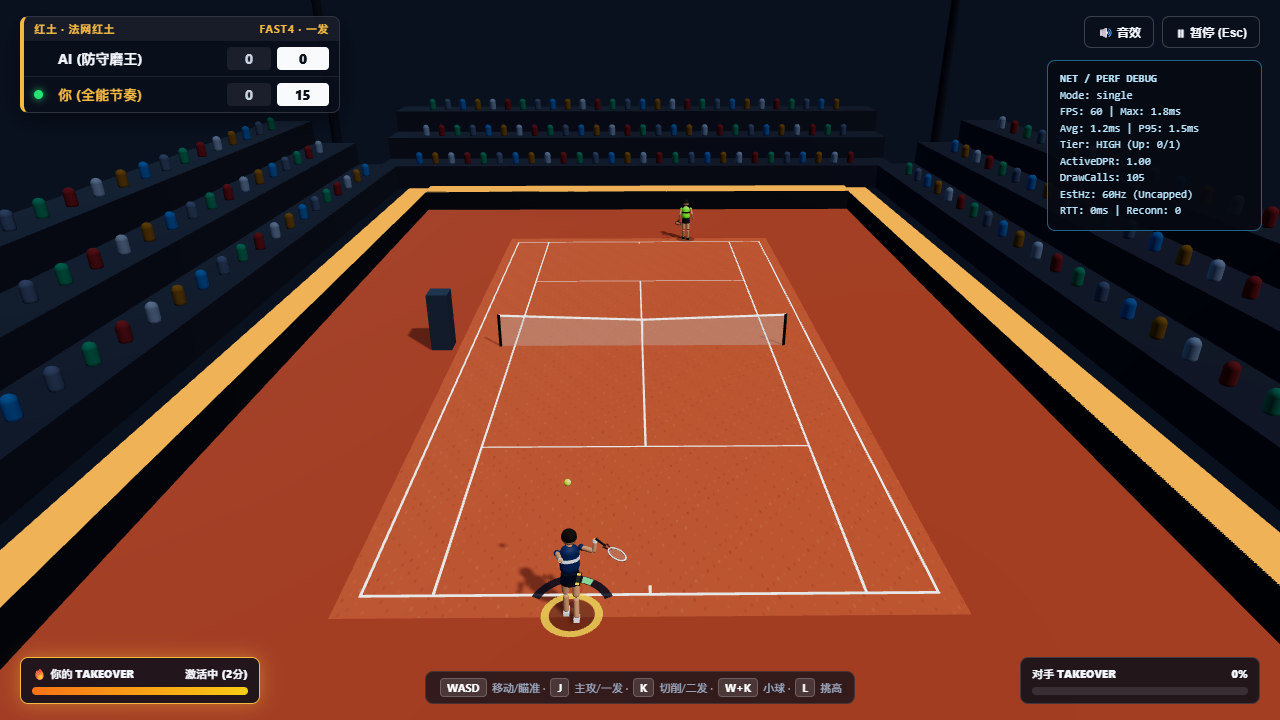 红土 · 法网红土 FAST4 · 一发
AI (防守磨王) 0 0
你 (全能节奏) 0 15
音效
暂停 (Esc)
NET / PERF DEBUG
Mode: single
FPS: 60 | Max: 1.8ms
Avg: 1.2ms | P95: 1.5ms
Tier: HIGH (Up: 0/1)
ActiveDPR: 1.00
DrawCalls: 105
EstHz: 60Hz (Uncapped)
RTT: 0ms | Reconn: 0
你的 TAKEOVER 激活中 (2分)
WASD 移动/瞄准 · J 主攻/一发 · K 切削/二发 · W+K 小球 · L 挑高
对手 TAKEOVER 0%